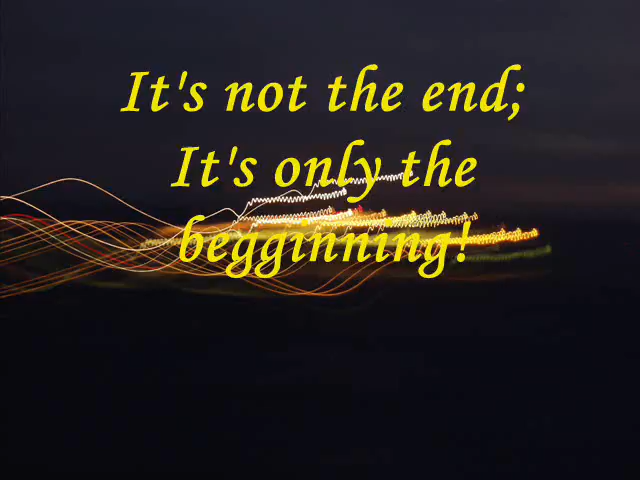 It's not the end;
It's only the
begginning!